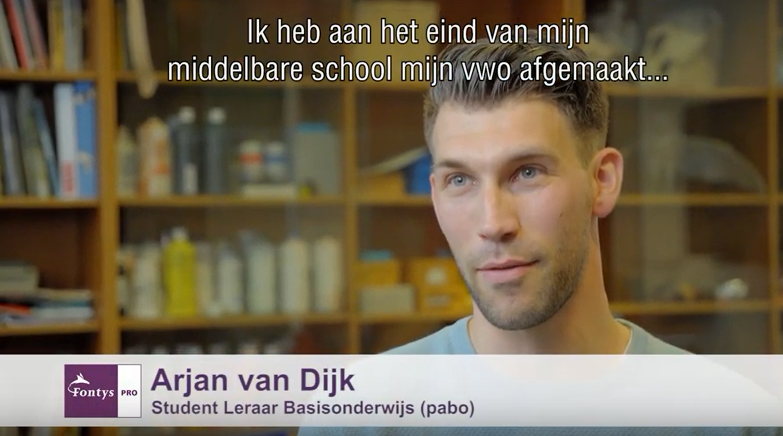 Ik heb aan het eind van mijn
middelbare school mijn vwo afgemaakt...
Fontys PRO
Arjan van Dijk
Student Leraar Basisonderwijs (pabo)